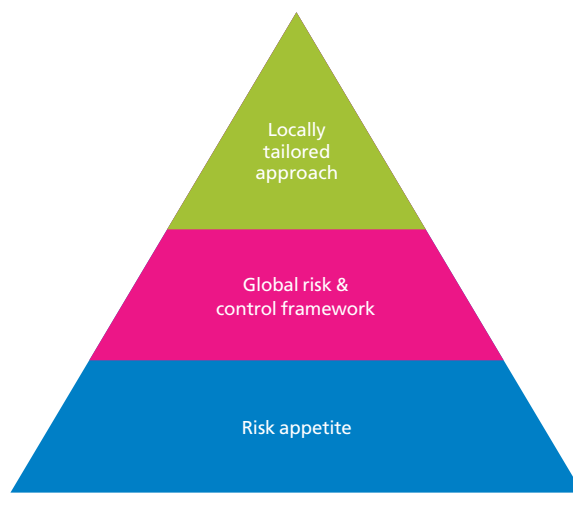 Locally
tailored
approach
Global risk &
control framework
Risk appetite